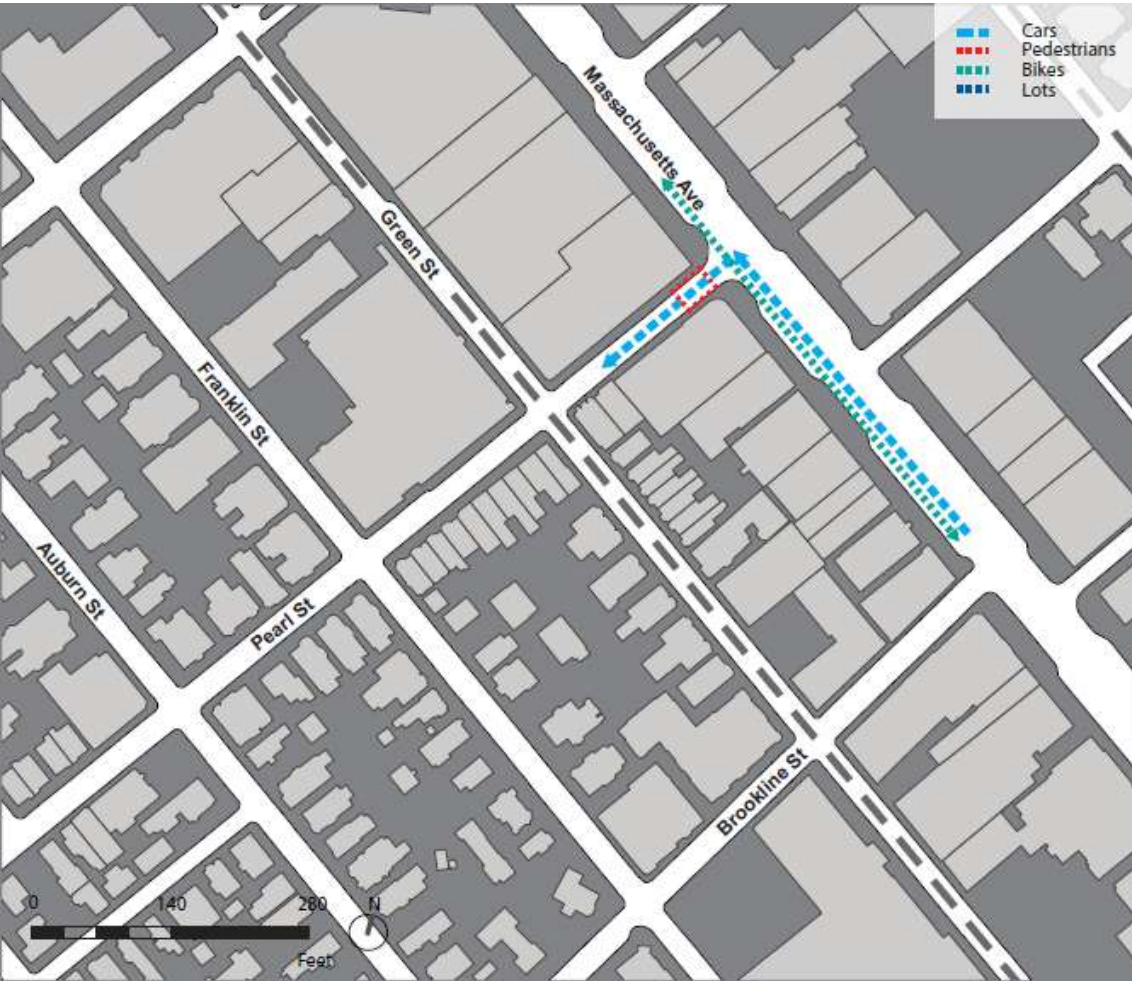 Cars
Pedestrians
Bikes
Lots
Massachusetts Ave
Green St
Franklin St
Auburn St
Pearl St
Brookline St
0 140 280 N
Feet